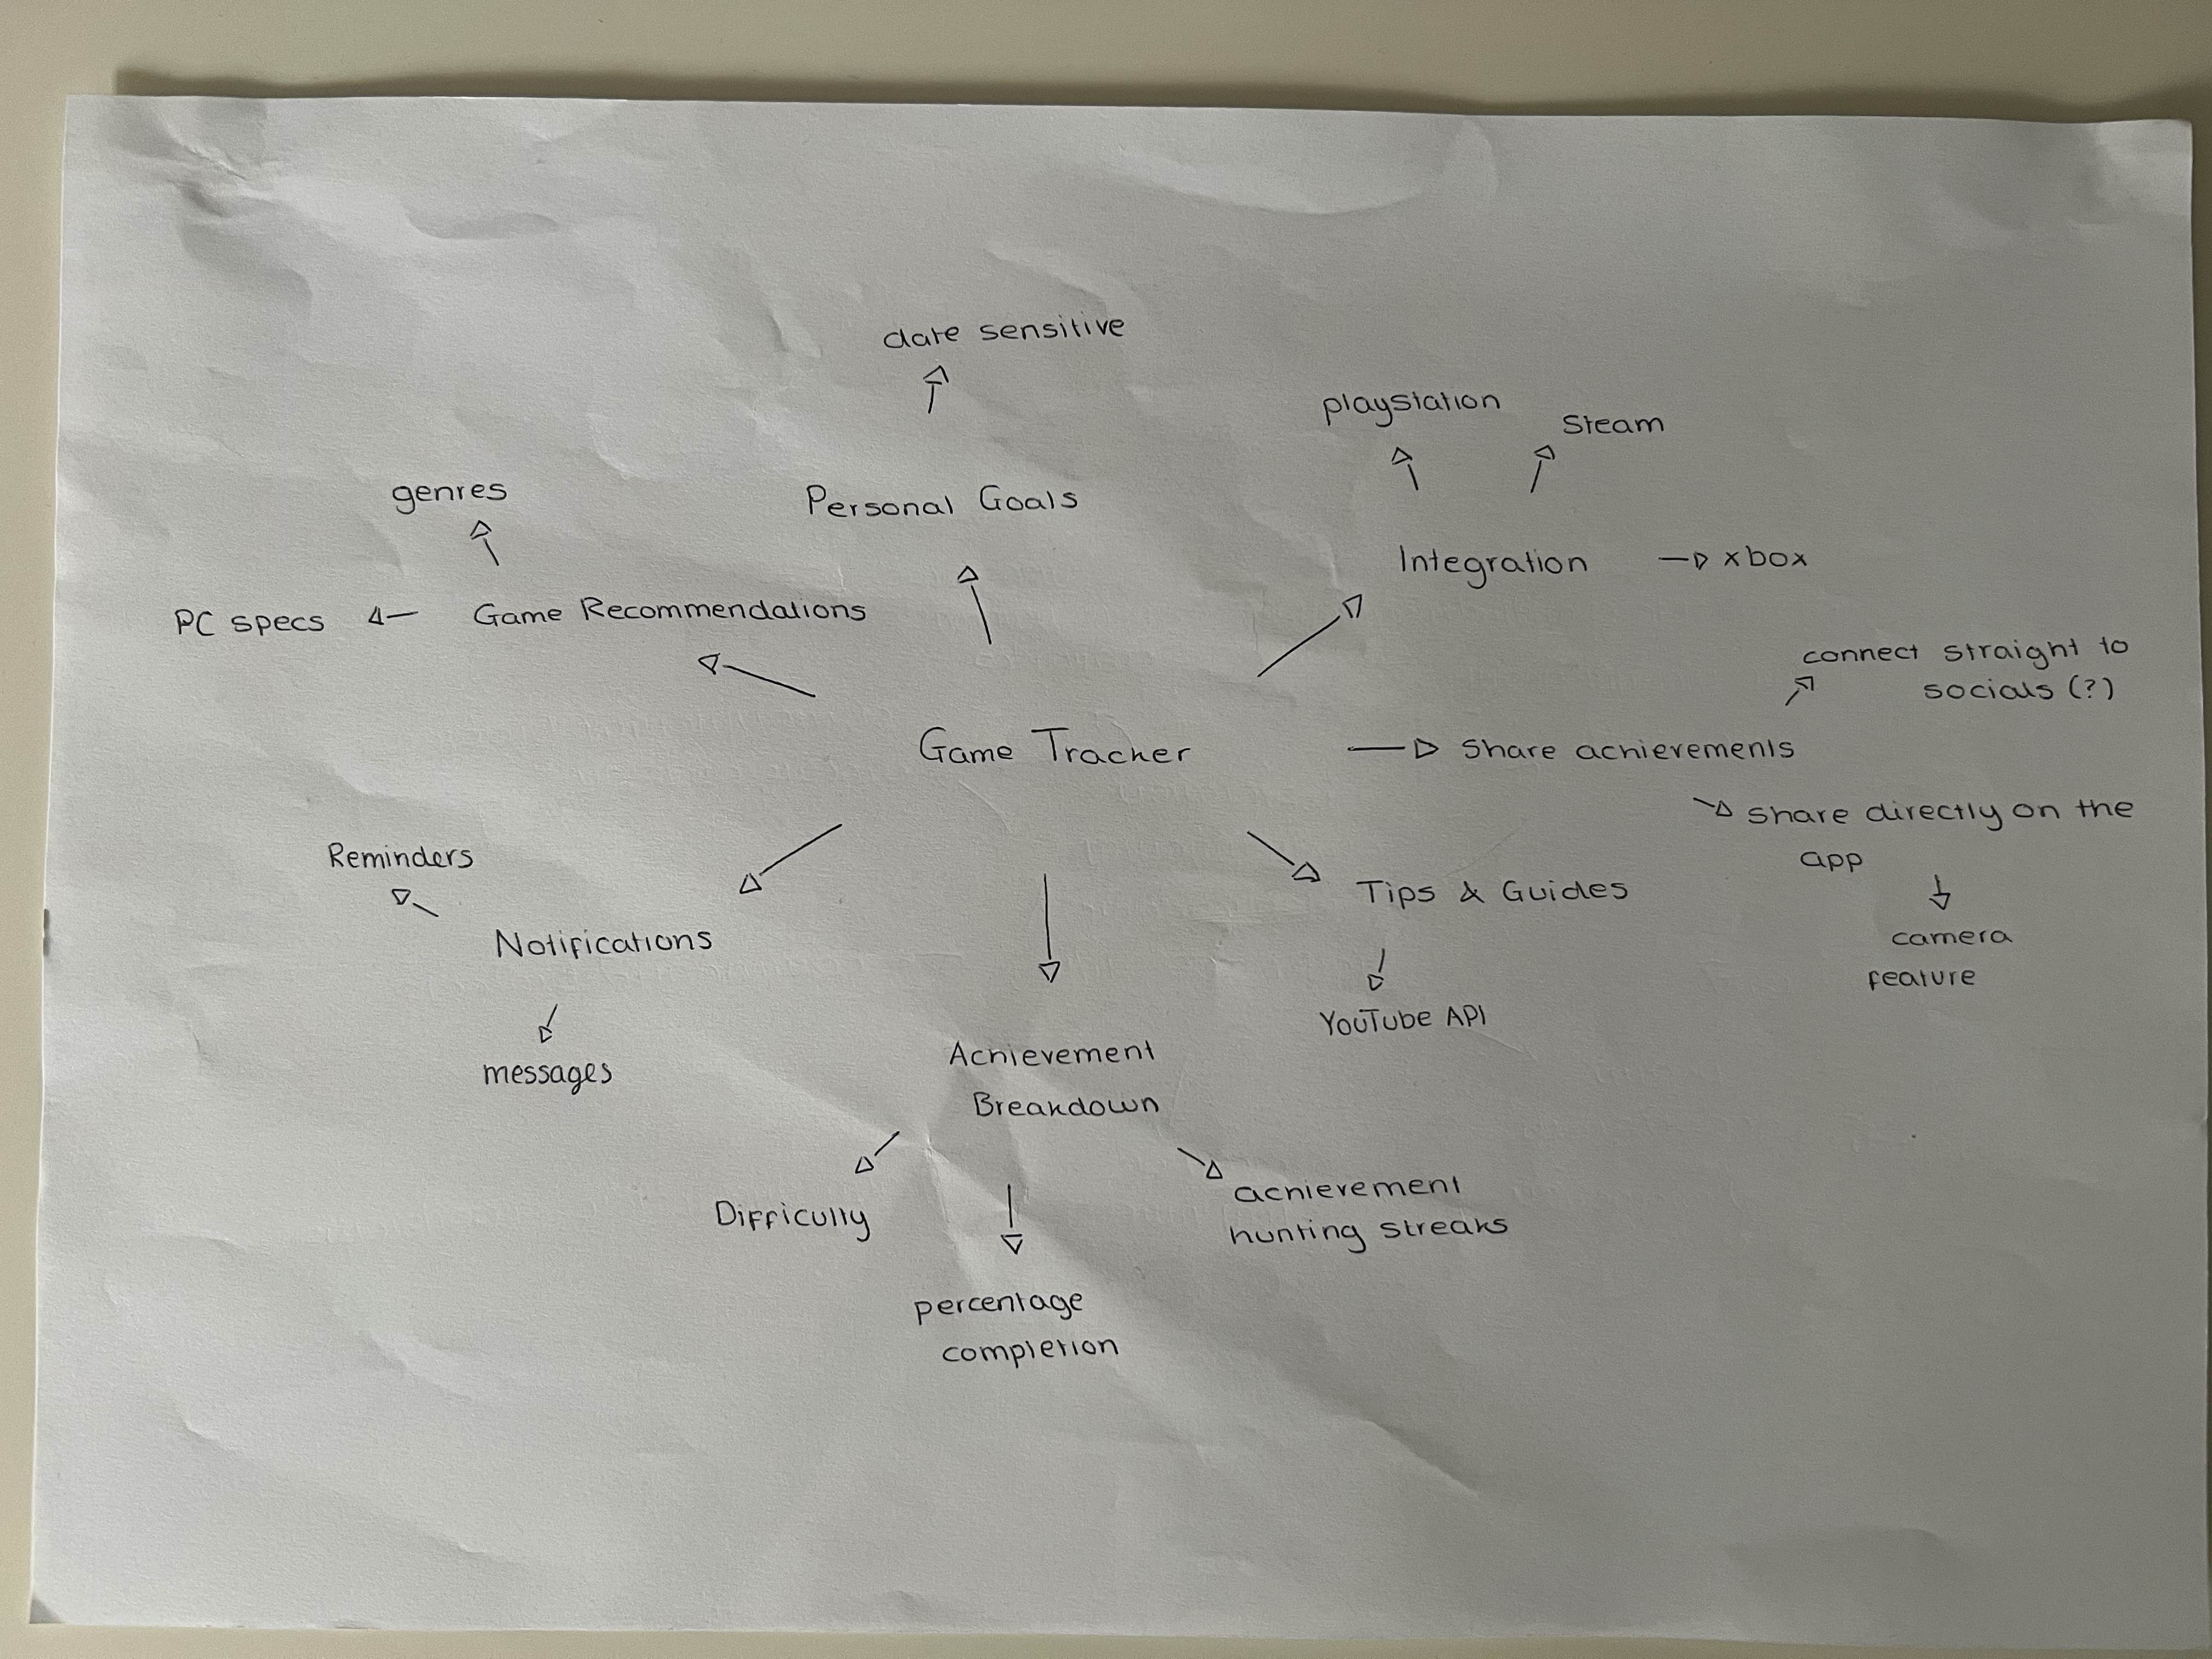 date sensitive
playstation
Steam
genres
Personal Goals
Integration
xbox
PC specs
Game Recommendations
connect straight to
socials (?)
Game Tracker
Share achievements
share directly on the
app
Reminders
Tips & Guides
Notifications
camera
feature
YouTube API
messages
Achievement
Breakdown
Difficulty
achievement
hunting streaks
percentage
completion